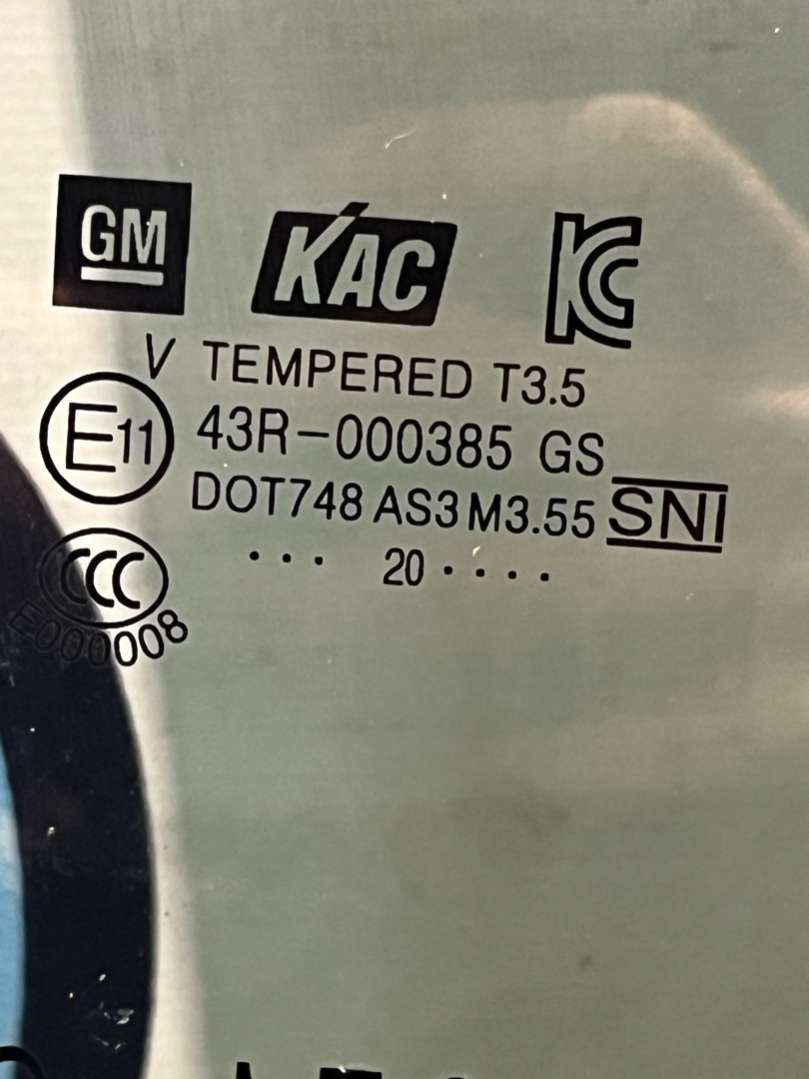 GM KAC KC
V TEMPERED T3.5
E11 43R-000385 GS
DOT748 AS3 M3.55 SNI
CCC ··· 20 ····
E000008